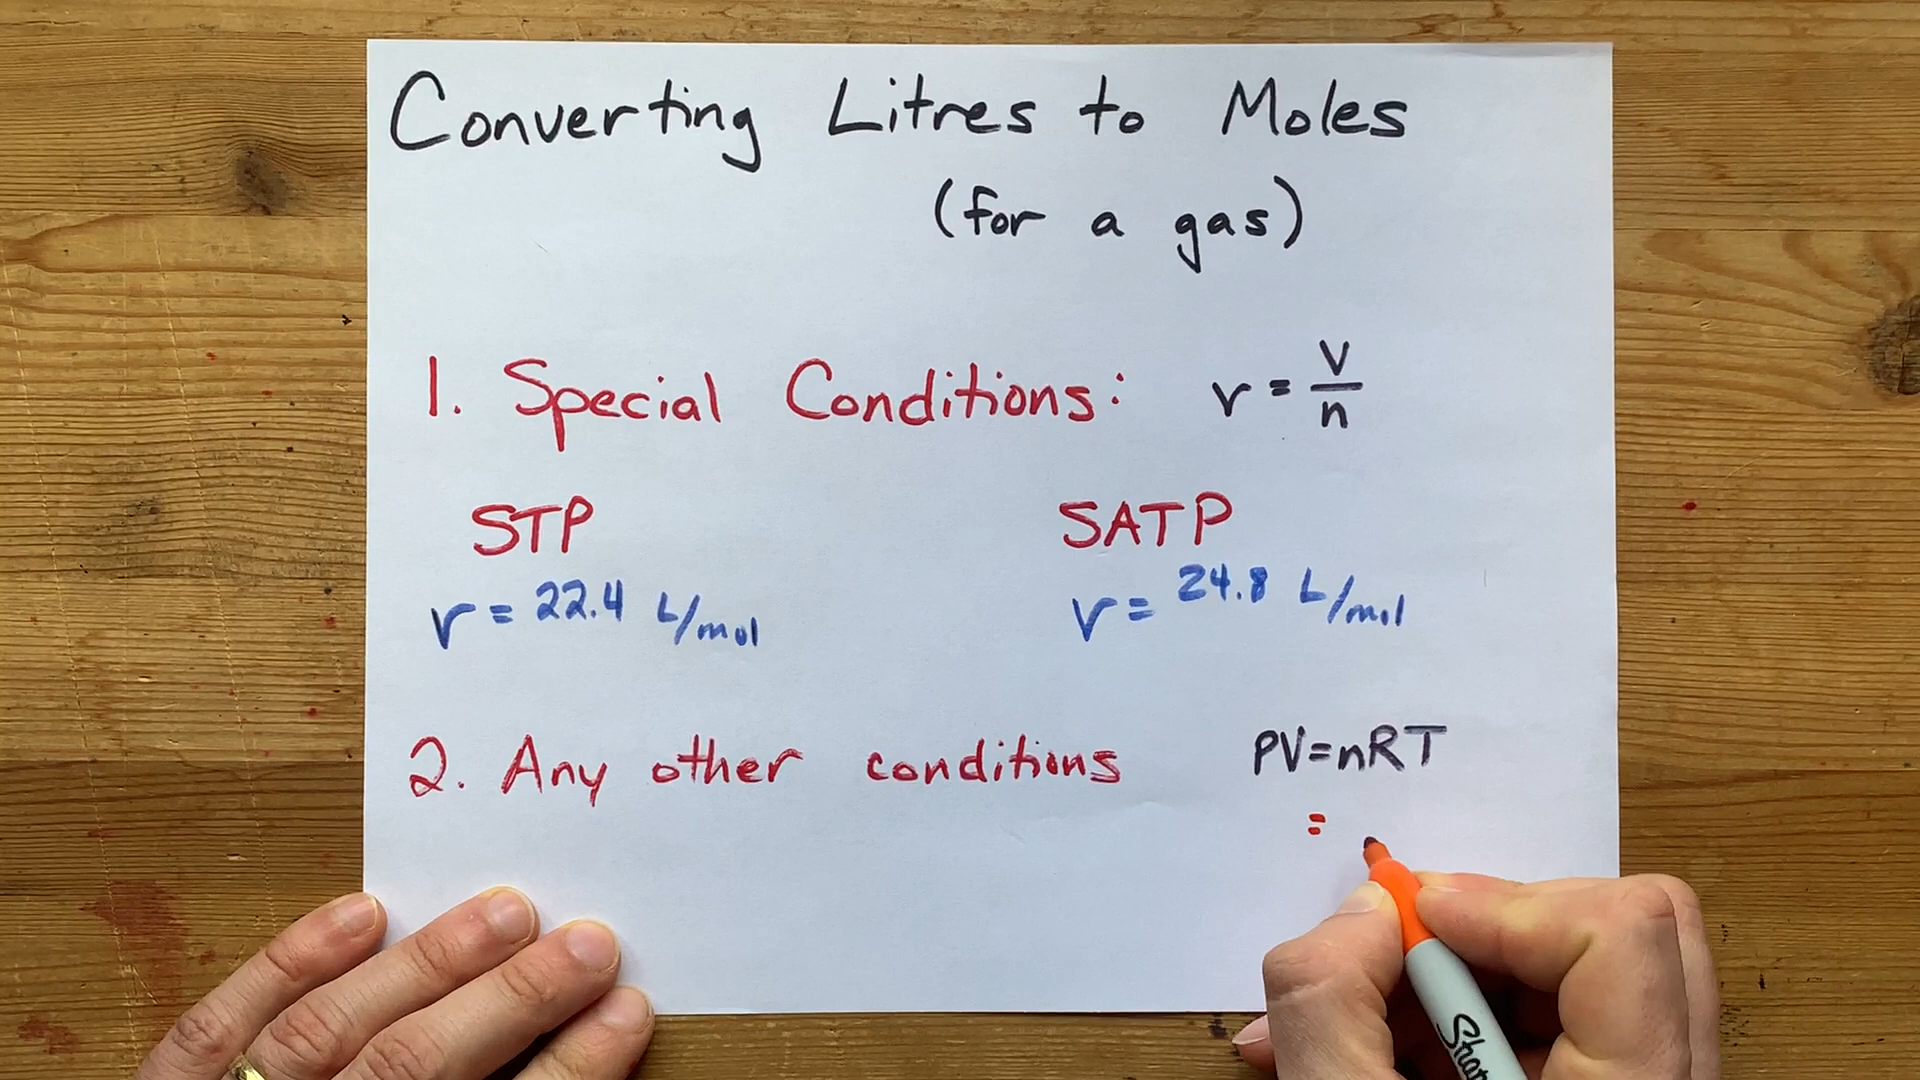 Converting Litres to Moles
(for a gas)
1. Special Conditions: v = V/n
STP SATP
v = 22.4 L/mol v = 24.8 L/mol
2. Any other conditions PV=nRT
=